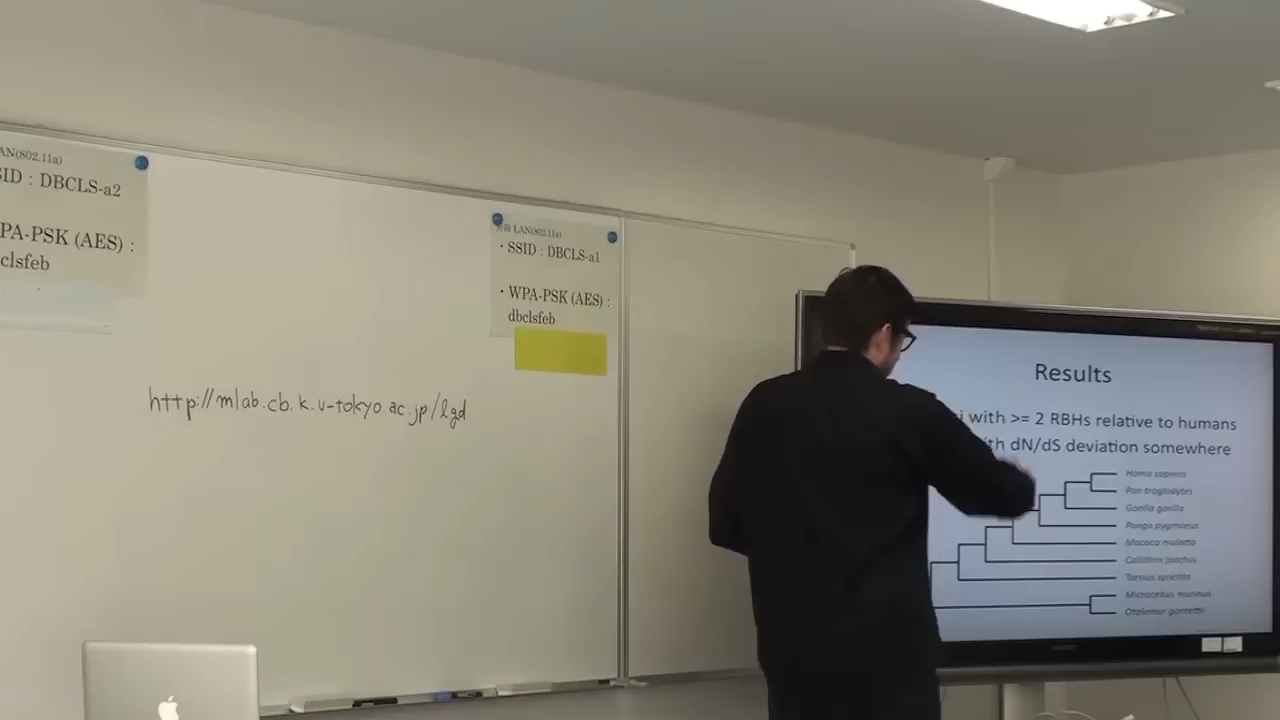 AN(802.11a)
SID : DBCLS-a2
PA-PSK (AES) :
clsfeb
LAN(802.11a)
・SSID : DBCLS-a1
・WPA-PSK (AES) :
dbclsfeb
http://mlab.cb.k.u-tokyo.ac.jp/lgd
Results
with >= 2 RBHs relative to humans
th dN/dS deviation somewhere
Homo sapiens
Pan troglodytes
Gorilla gorilla
Pongo pygmaeus
Macaca mulatta
Callithrix jacchus
Tarsius syrichta
Microcebus murinus
Otolemur garnettii